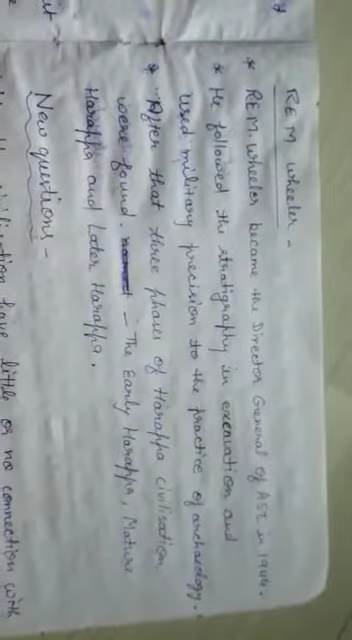 REM wheeler -
* R.E.M. wheeler became the Director General of ASI in 1944.
* He followed the stratigraphy in excavation and
used military precision to the practice of archaeology.
* After that three phases of Harappa civilisation
were found. - The Early Harappa, Mature
Harappa and Later Harappa.
New questions -
have little or no connection with